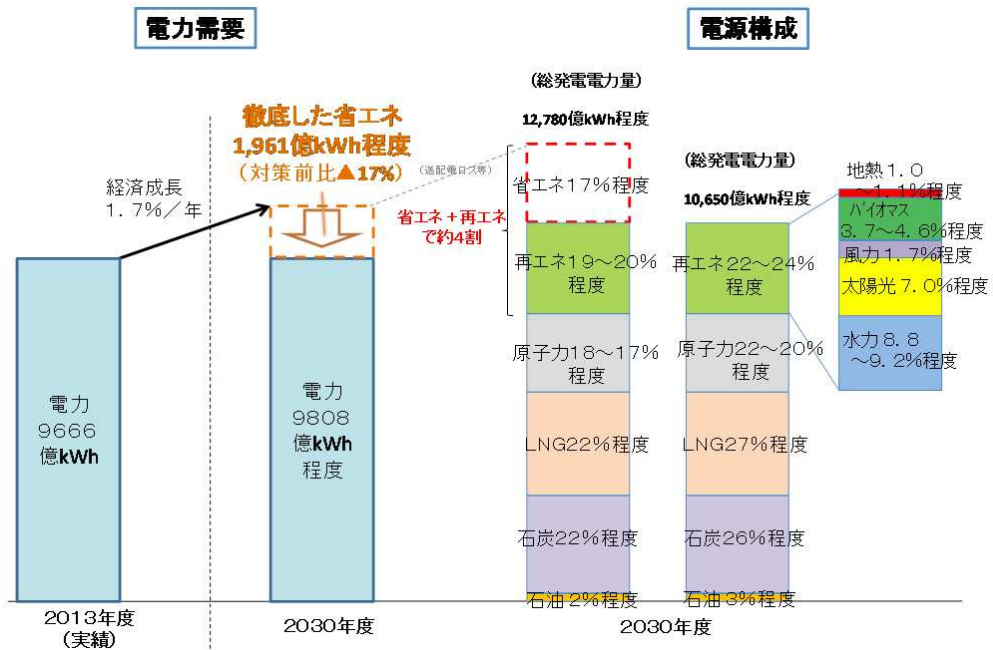 電力需要
電源構成
(総発電電力量)
12,780億kWh程度
徹底した省エネ
1,961億kWh程度
(対策前比▲17%)
(送配電ロス等)
経済成長
1.7%/年
省エネ17%程度
省エネ+再エネ
で約4割
(総発電電力量)
10,650億kWh程度
地熱1.0
~1.1%程度
バイオマス
3.7~4.6%程度
風力1.7%程度
太陽光7.0%程度
水力8.8
~9.2%程度
再エネ19~20%
程度
再エネ22~24%
程度
原子力18~17%
程度
原子力22~20%
程度
電力
9666
億kWh
電力
9808
億kWh
程度
LNG22%程度
LNG27%程度
石炭22%程度
石炭26%程度
石油2%程度
石油3%程度
2013年度
(実績)
2030年度
2030年度